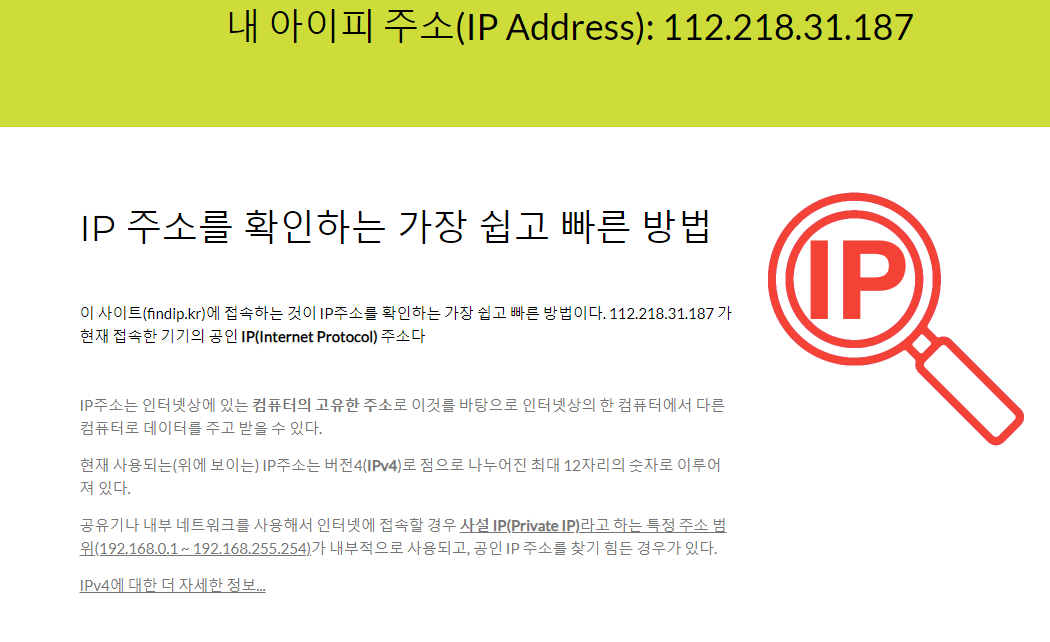 내 아이피 주소(IP Address): 112.218.31.187
IP 주소를 확인하는 가장 쉽고 빠른 방법
IP
이 사이트(findip.kr)에 접속하는 것이 IP주소를 확인하는 가장 쉽고 빠른 방법이다. 112.218.31.187 가
현재 접속한 기기의 공인 IP(Internet Protocol) 주소다
IP주소는 인터넷상에 있는 컴퓨터의 고유한 주소로 이것를 바탕으로 인터넷상의 한 컴퓨터에서 다른
컴퓨터로 데이터를 주고 받을 수 있다.
현재 사용되는(위에 보이는) IP주소는 버전4(IPv4)로 점으로 나누어진 최대 12자리의 숫자로 이루어
져 있다.
공유기나 내부 네트워크를 사용해서 인터넷에 접속할 경우 사설 IP(Private IP)라고 하는 특정 주소 범
위(192.168.0.1 ~ 192.168.255.254)가 내부적으로 사용되고, 공인 IP 주소를 찾기 힘든 경우가 있다.
IPv4에 대한 더 자세한 정보...